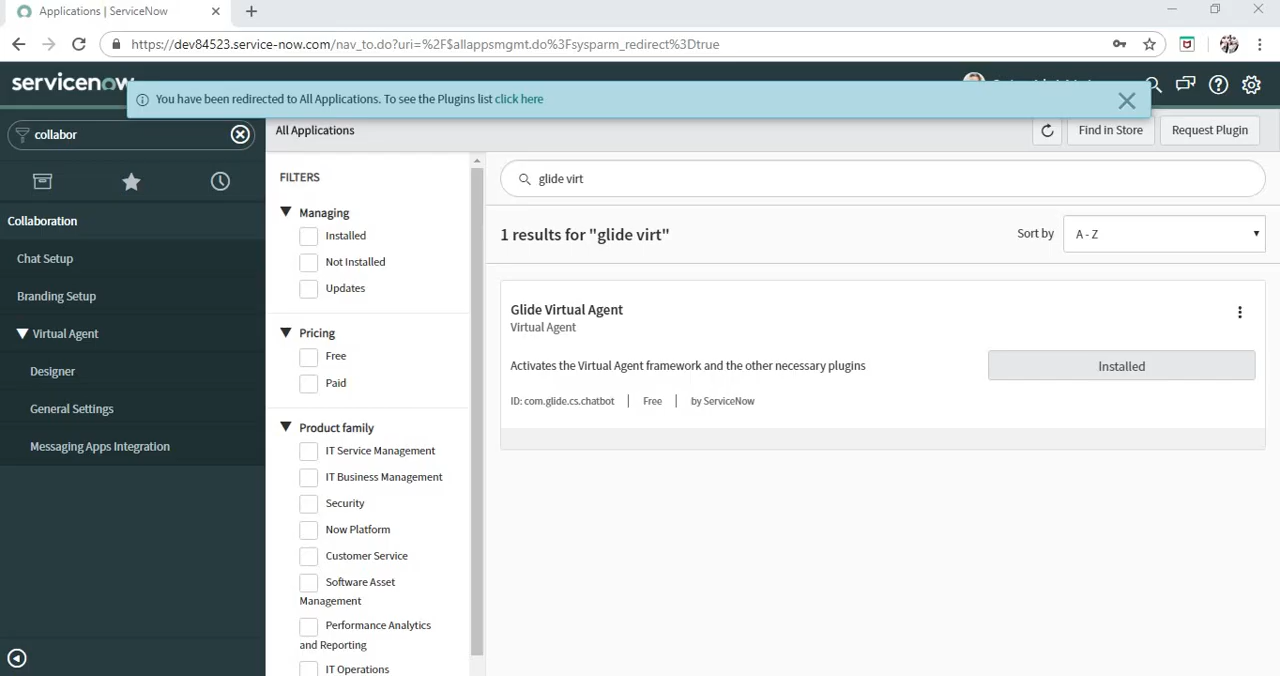 Applications | ServiceNow
https://dev84523.service-now.com/nav_to.do?uri=%2F$allappsmgmt.do%3Fsysparm_redirect%3Dtrue
servicenow
You have been redirected to All Applications. To see the Plugins list click here
collabor
All Applications
Find in Store
Request Plugin
Collaboration
Chat Setup
Branding Setup
Virtual Agent
Designer
General Settings
Messaging Apps Integration
FILTERS
Managing
Installed
Not Installed
Updates
Pricing
Free
Paid
Product family
IT Service Management
IT Business Management
Security
Now Platform
Customer Service
Software Asset
Management
Performance Analytics
and Reporting
IT Operations
glide virt
1 results for "glide virt"
Sort by
A - Z
Glide Virtual Agent
Virtual Agent
Activates the Virtual Agent framework and the other necessary plugins
Installed
ID: com.glide.cs.chatbot | Free | by ServiceNow